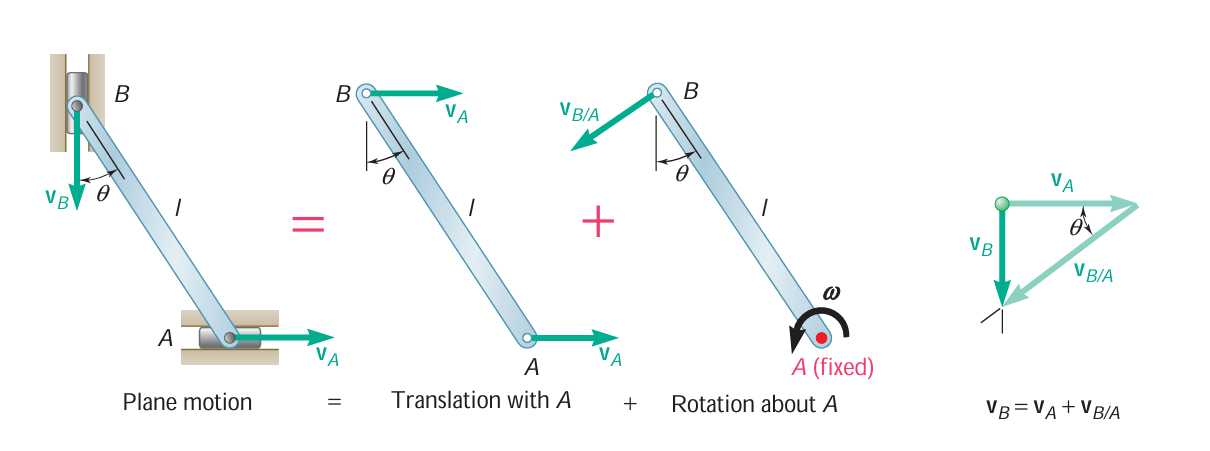 B
v_B
θ
l
A
v_A
=
B
v_A
θ
l
v_A
A
+
v_B/A
B
θ
l
ω
A (fixed)
v_A
θ
v_B
v_B/A
Plane motion = Translation with A + Rotation about A
v_B = v_A + v_B/A